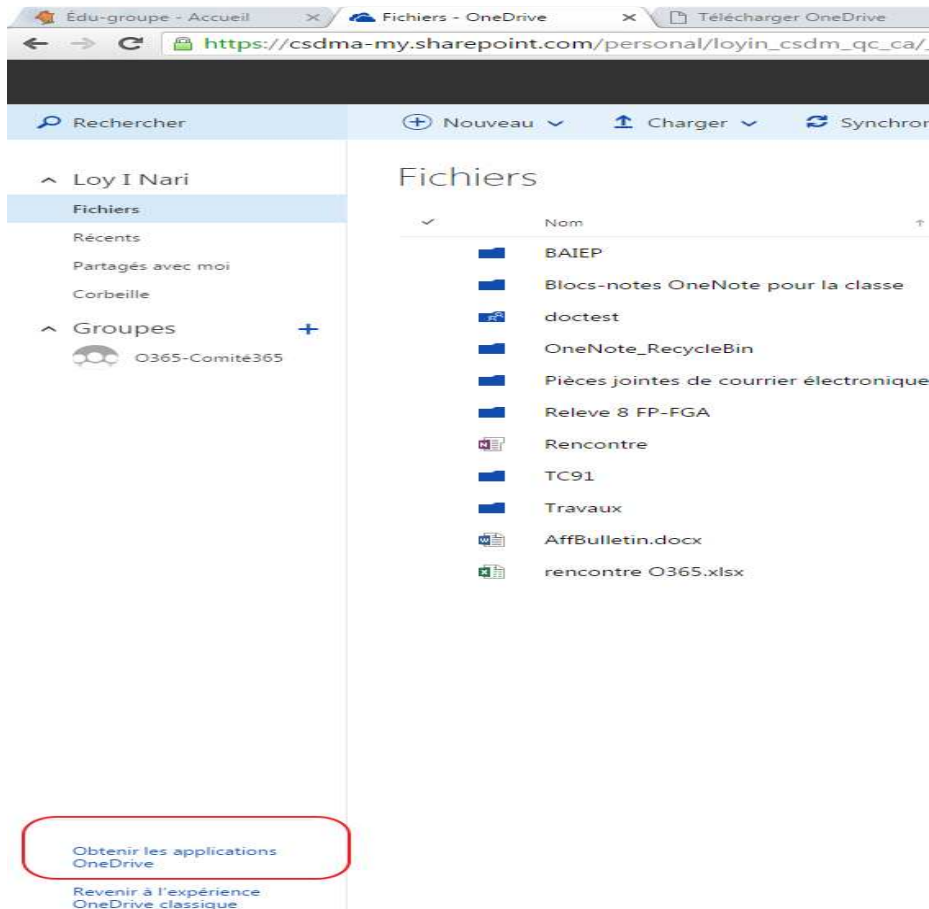 Édu-groupe - Accueil
Fichiers - OneDrive
Télécharger OneDrive
https://csdma-my.sharepoint.com/personal/loyin_csdm_qc_ca/_
Rechercher
Nouveau
Charger
Synchron
Loy I Nari
Fichiers
Récents
Partagés avec moi
Corbeille
Groupes
O365-Comité365
Fichiers
Nom
BAIEP
Blocs-notes OneNote pour la classe
doctest
OneNote_RecycleBin
Pièces jointes de courrier électronique
Releve 8 FP-FGA
Rencontre
TC91
Travaux
AffBulletin.docx
rencontre O365.xlsx
Obtenir les applications
OneDrive
Revenir à l'expérience
OneDrive classique